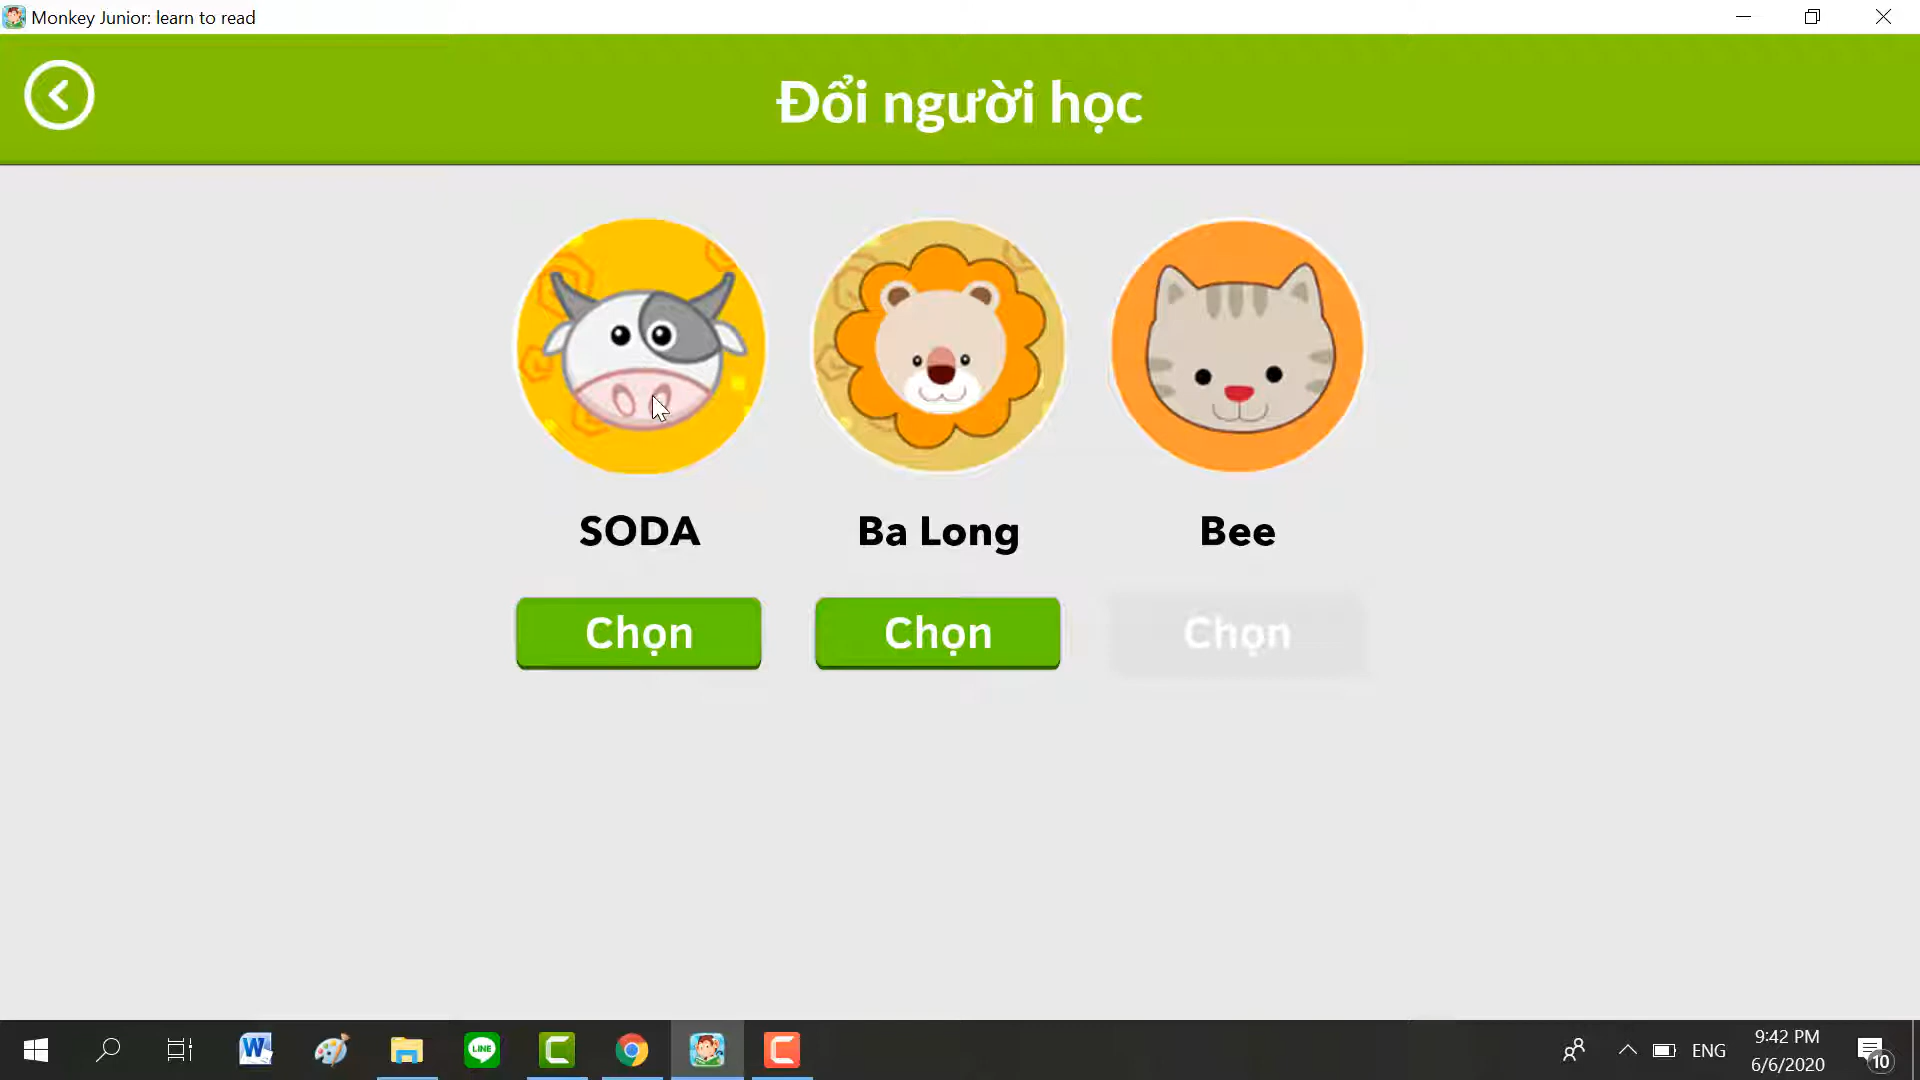 Monkey Junior: learn to read
Đổi người học
SODA
Ba Long
Bee
Chọn
Chọn
Chọn
W
LINE
ENG
9:42 PM
6/6/2020
10